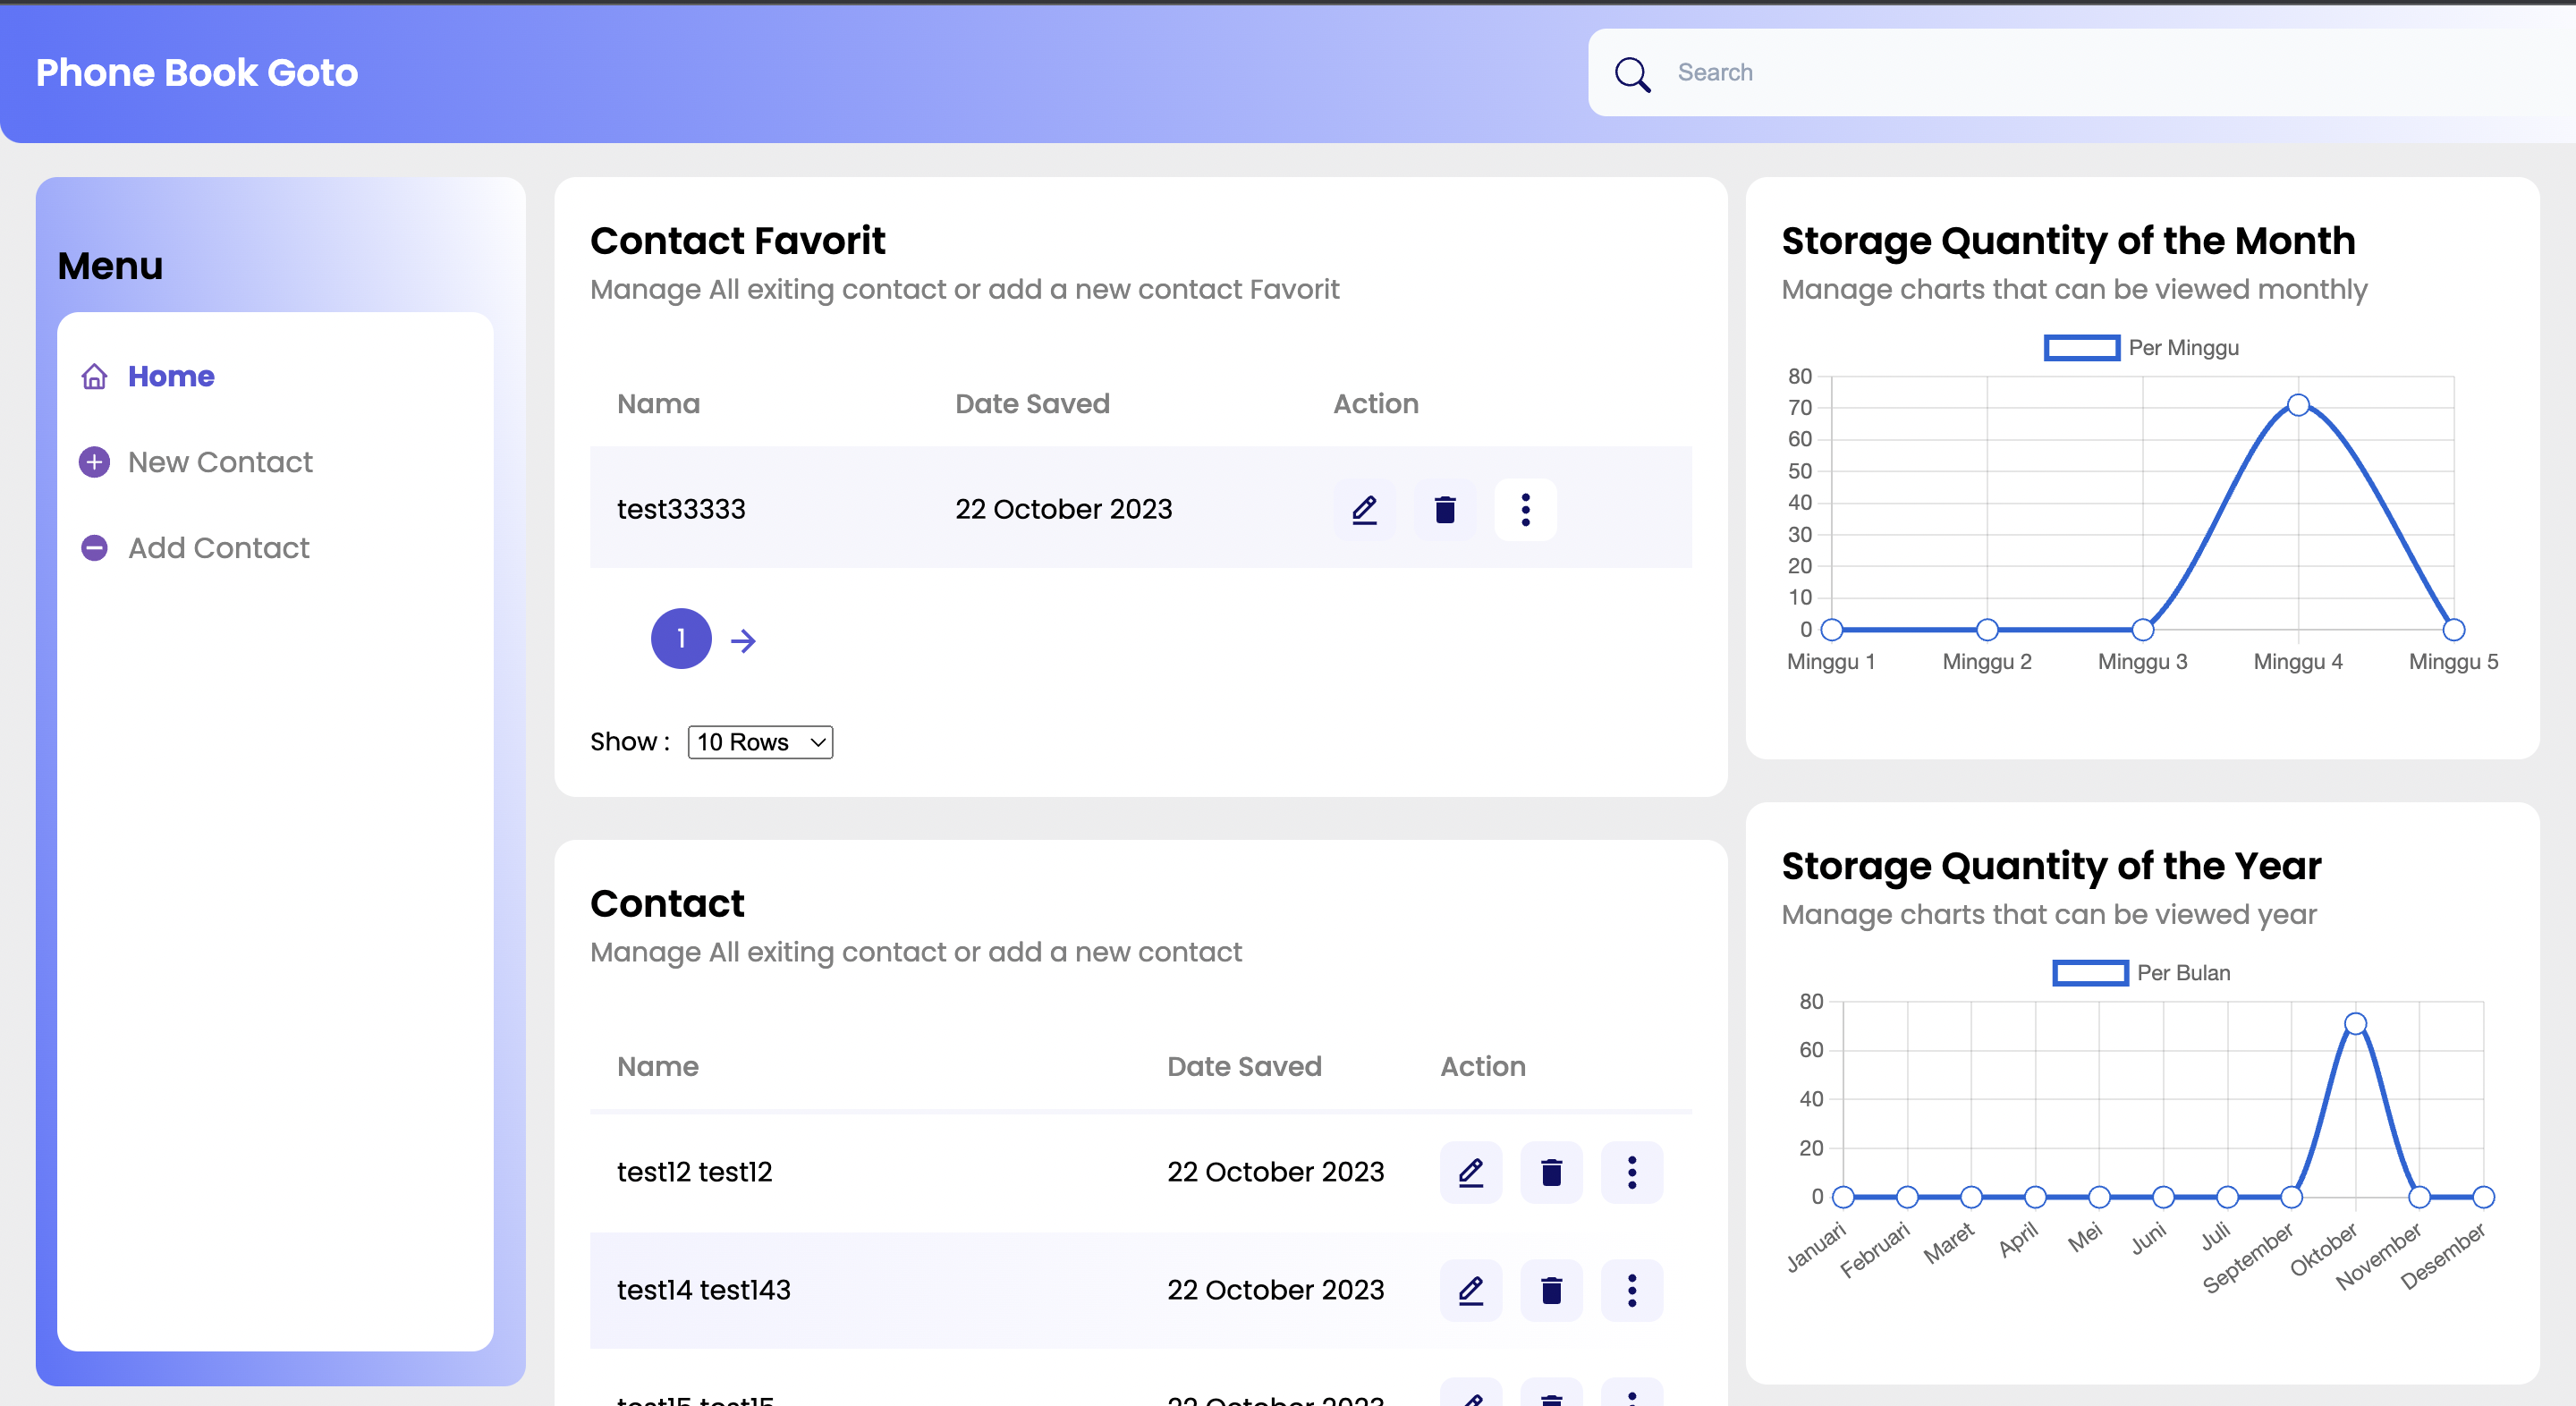 Phone Book Goto
Search
Menu
Home
New Contact
Add Contact
Contact Favorit
Manage All exiting contact or add a new contact Favorit
Nama Date Saved Action
test33333 22 October 2023
1
Show : 10 Rows
Contact
Manage All exiting contact or add a new contact
Name Date Saved Action
test12 test12 22 October 2023
test14 test143 22 October 2023
test15 test15 22 October 2023
Storage Quantity of the Month
Manage charts that can be viewed monthly
Per Minggu
80
70
60
50
40
30
20
10
0
Minggu 1 Minggu 2 Minggu 3 Minggu 4 Minggu 5
Storage Quantity of the Year
Manage charts that can be viewed year
Per Bulan
80
60
40
20
0
Januari Februari Maret April Mei Juni Juli September Oktober November Desember